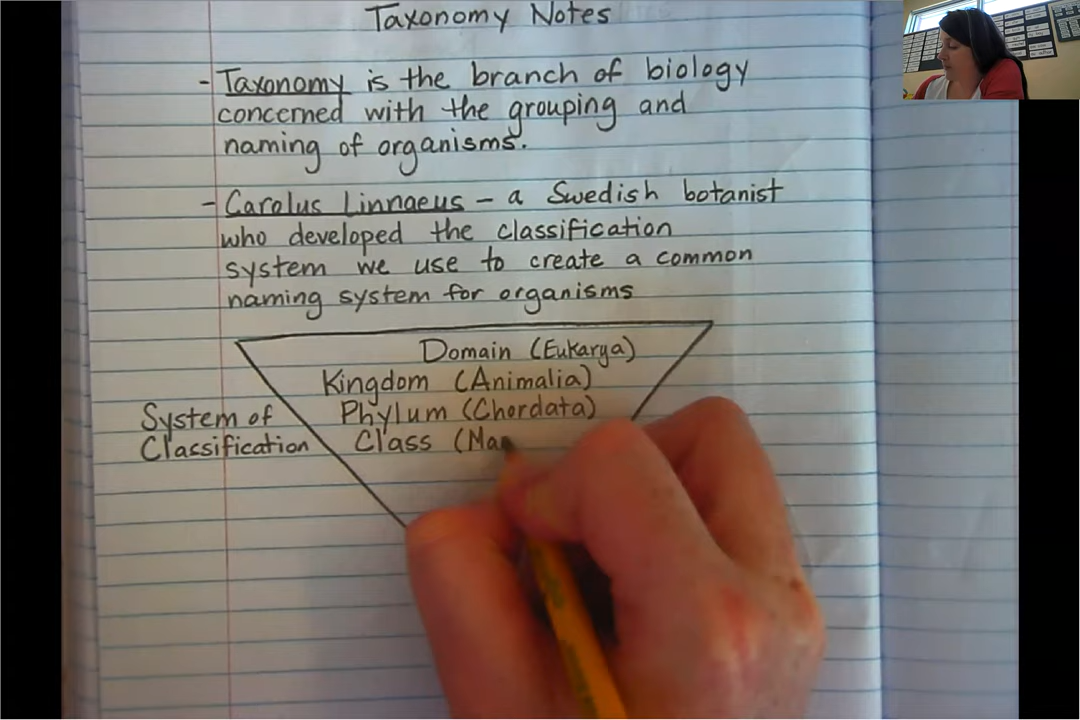 Taxonomy Notes
- Taxonomy is the branch of biology
concerned with the grouping and
naming of organisms.
- Carolus Linnaeus - a Swedish botanist
who developed the classification
system we use to create a common
naming system for organisms
Domain (Eukarya)
Kingdom (Animalia)
Phylum (Chordata)
Class (Ma
System of
Classification